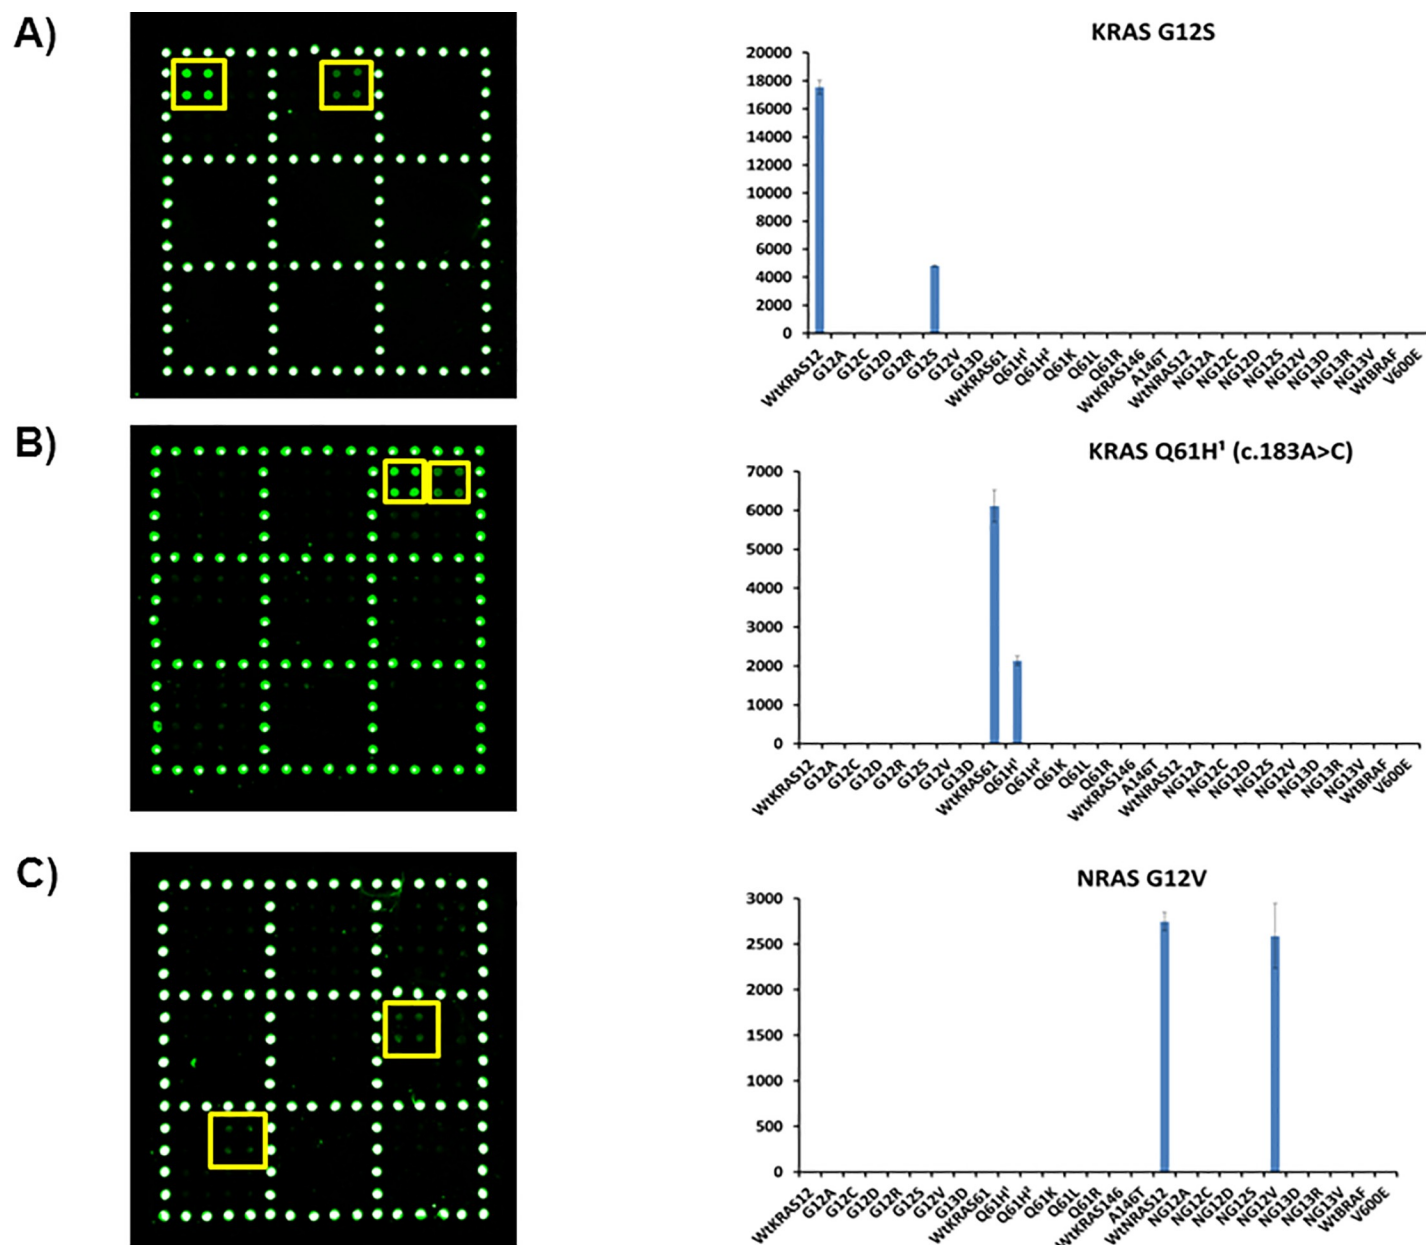 A)
KRAS G12S
20000
18000
16000
14000
12000
10000
8000
6000
4000
2000
0
WtKRAS12 G12A G12C G12D G12R G12S G12V G13D WtKRAS61 Q61H¹ Q61H² Q61K Q61L Q61R WtKRAS146 A146T WtNRAS12 NG12A NG12C NG12D NG12S NG12V NG13D NG13R NG13V WtBRAF V600E
B)
KRAS Q61H¹ (c.183A>C)
7000
6000
5000
4000
3000
2000
1000
0
WtKRAS12 G12A G12C G12D G12R G12S G12V G13D WtKRAS61 Q61H¹ Q61H² Q61K Q61L Q61R WtKRAS146 A146T WtNRAS12 NG12A NG12C NG12D NG12S NG12V NG13D NG13R NG13V WtBRAF V600E
C)
NRAS G12V
3000
2500
2000
1500
1000
500
0
WtKRAS12 G12A G12C G12D G12R G12S G12V G13D WtKRAS61 Q61H¹ Q61H² Q61K Q61L Q61R WtKRAS146 A146T WtNRAS12 NG12A NG12C NG12D NG12S NG12V NG13D NG13R NG13V WtBRAF V600E